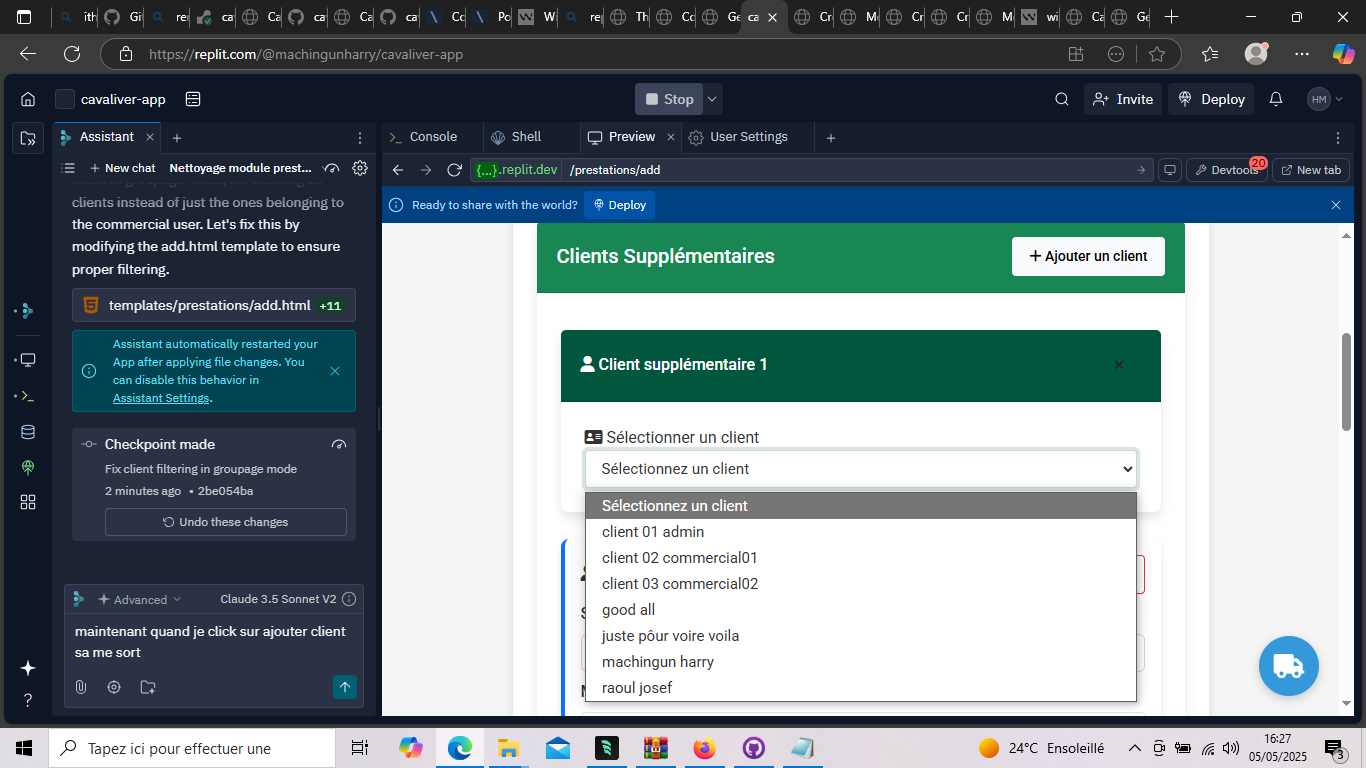 ith
Gi
rei
ca
Ca
ca
Ca
ca
Co
Po
Wi
rep
Th
Co
Ge
ca
Cr
Mo
Cr
Cr
Mo
wi
Ca
Ge
https://replit.com/@machingunharry/cavaliver-app
cavaliver-app
Stop
Invite
Deploy
HM
Assistant
Console
Shell
Preview
User Settings
New chat
Nettoyage module prest...
{...}.replit.dev
/prestations/add
Devtools
20
New tab
Ready to share with the world?
Deploy
clients instead of just the ones belonging to
the commercial user. Let's fix this by
modifying the add.html template to ensure
proper filtering.
templates/prestations/add.html +11
Assistant automatically restarted your
App after applying file changes. You
can disable this behavior in
Assistant Settings.
Checkpoint made
Fix client filtering in groupage mode
2 minutes ago • 2be054ba
Undo these changes
Advanced
Claude 3.5 Sonnet V2
maintenant quand je click sur ajouter client
sa me sort
Clients Supplémentaires
+ Ajouter un client
Client supplémentaire 1
Sélectionner un client
Sélectionnez un client
Sélectionnez un client
client 01 admin
client 02 commercial01
client 03 commercial02
good all
juste pôur voire voila
machingun harry
raoul josef
Tapez ici pour effectuer une
24°C Ensoleillé
16:27
05/05/2025
3